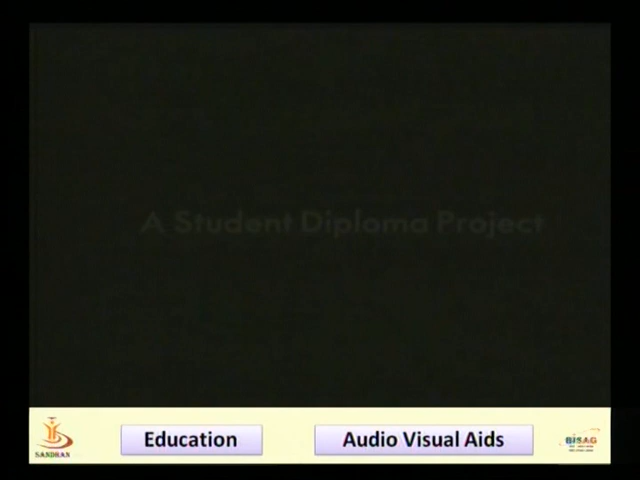 A Student Diploma Project
SANDHAN
Education
Audio Visual Aids
BISAG